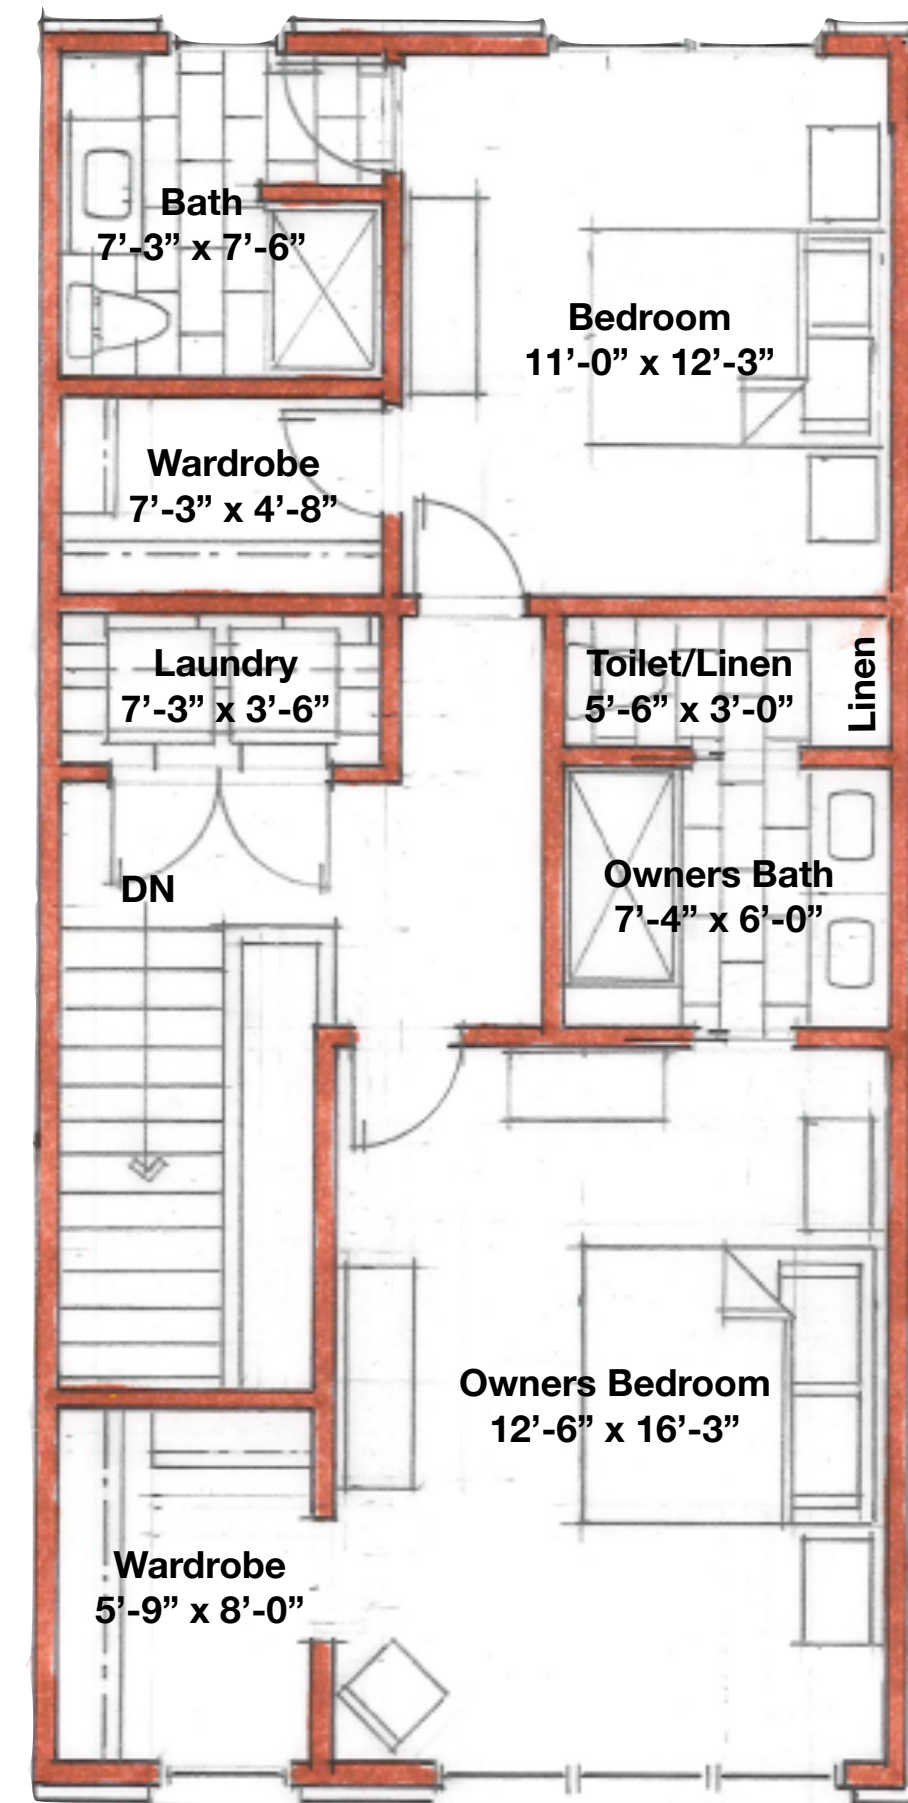 Bath
7’-3” x 7’-6”
Bedroom
11’-0” x 12’-3”
Wardrobe
7’-3” x 4’-8”
Laundry
7’-3” x 3’-6”
Toilet/Linen
5’-6” x 3’-0”
Linen
DN
Owners Bath
7’-4” x 6’-0”
Owners Bedroom
12’-6” x 16’-3”
Wardrobe
5’-9” x 8’-0”